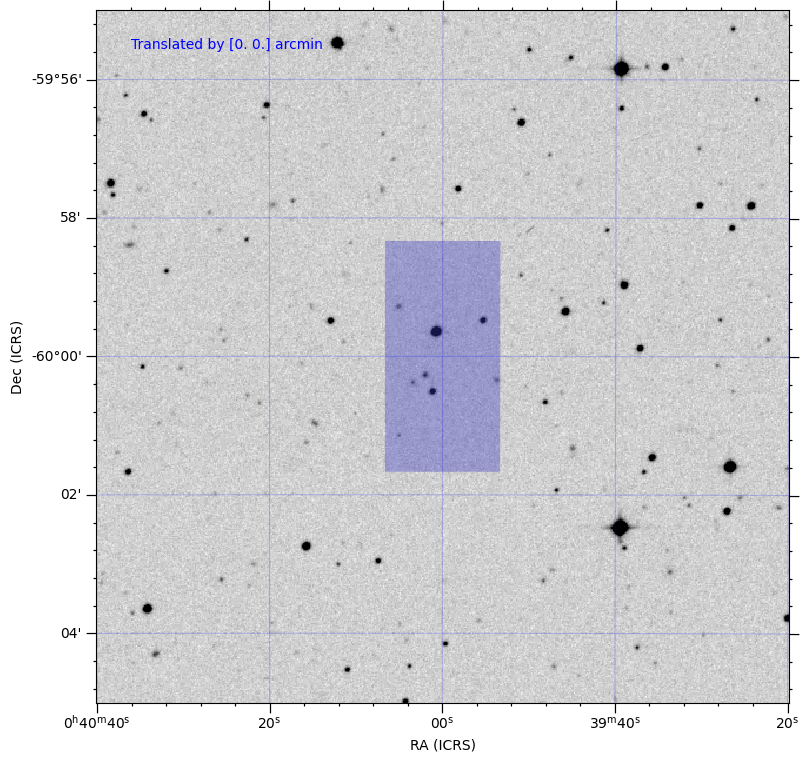 Translated by [0. 0.] arcmin
-59°56'
58'
-60°00'
02'
04'
Dec (ICRS)
0ʰ40ᵐ40ˢ 20ˢ 00ˢ 39ᵐ40ˢ 20ˢ
RA (ICRS)